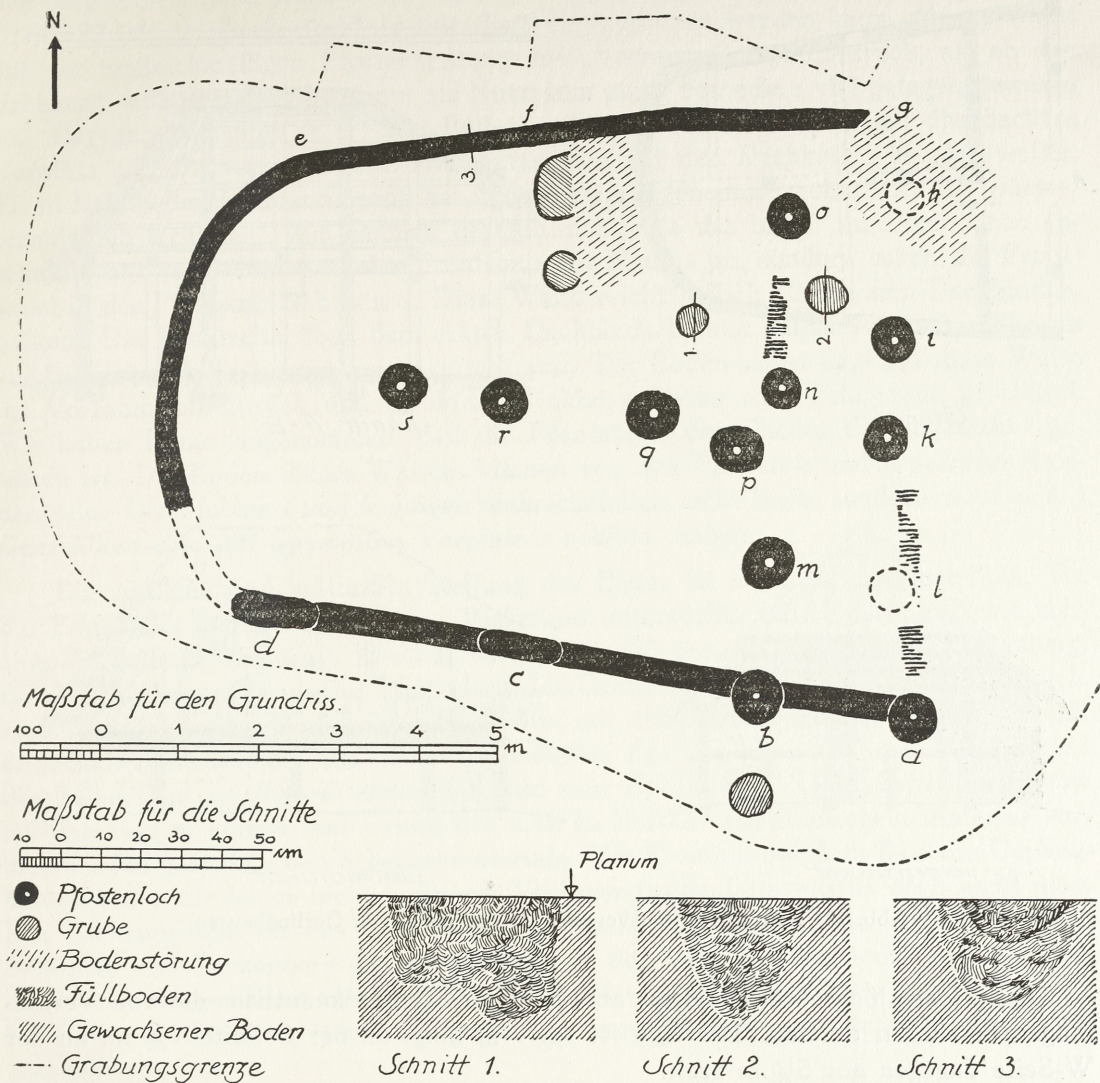 N.
e
f
g
3.
h
o
1.
2.
i
n
k
s
r
q
p
m
l
d
c
b
a
Maßstab für den Grundriss.
100 0 1 2 3 4 5 m
Maßstab für die Schnitte
10 0 10 20 30 40 50 cm
Pfostenloch
Grube
Bodenstörung
Füllboden
Gewachsener Boden
Grabungsgrenze
Planum
Schnitt 1.
Schnitt 2.
Schnitt 3.